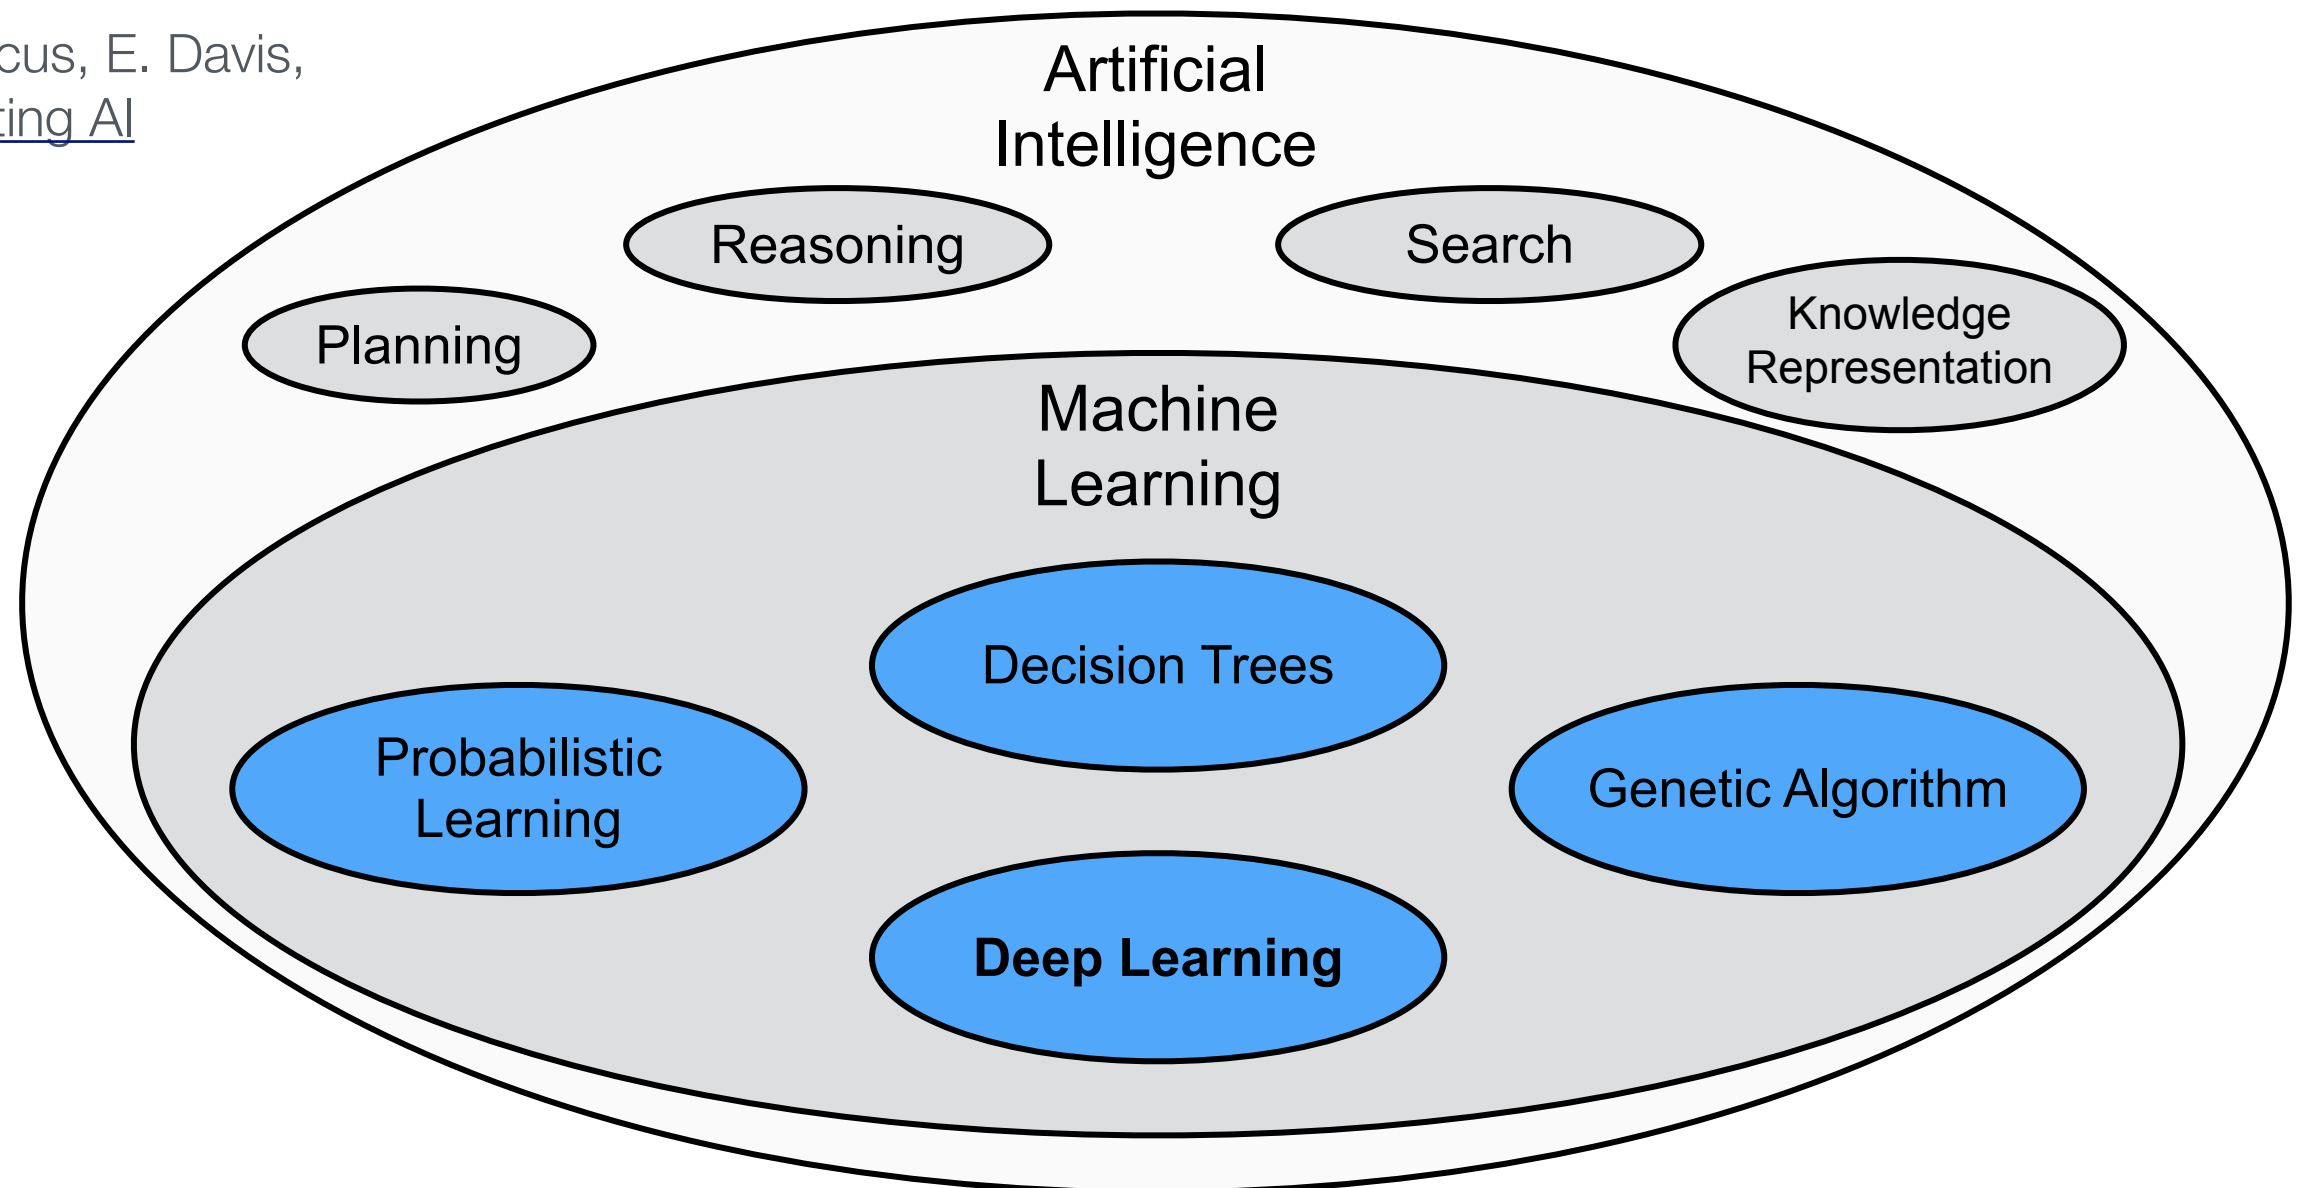 cus, E. Davis,
ting AI
Artificial
Intelligence
Reasoning
Search
Planning
Knowledge
Representation
Machine
Learning
Decision Trees
Probabilistic
Learning
Genetic Algorithm
Deep Learning